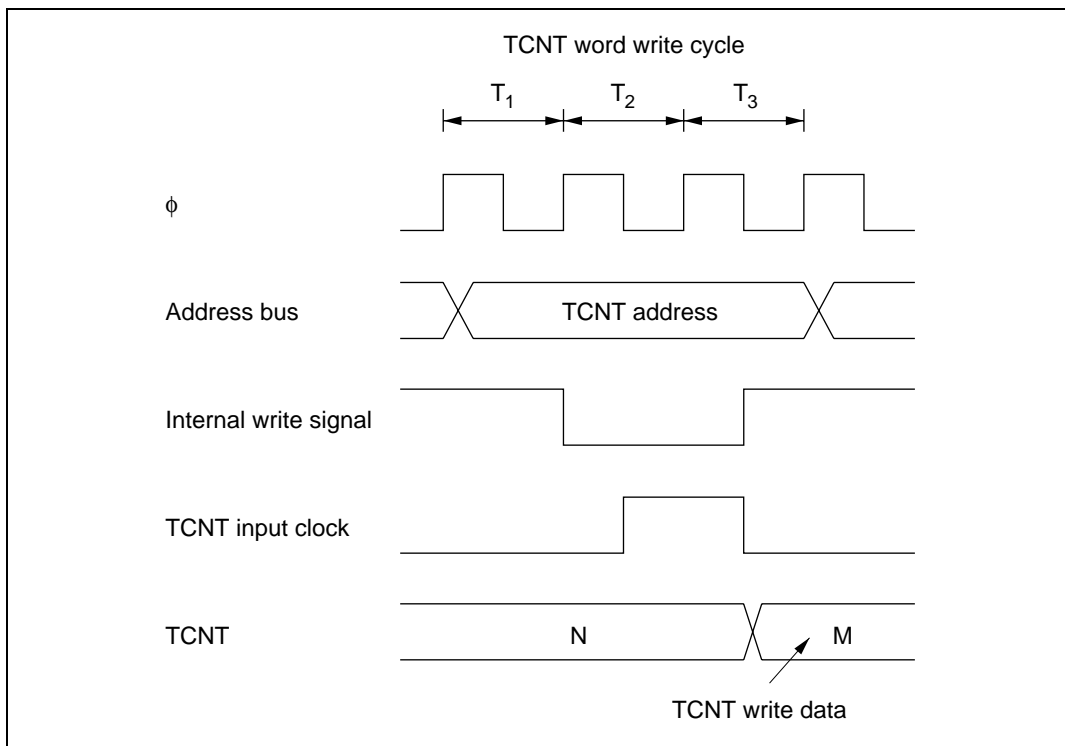 TCNT word write cycle
T1 T2 T3
ϕ
Address bus TCNT address
Internal write signal
TCNT input clock
TCNT N M
TCNT write data